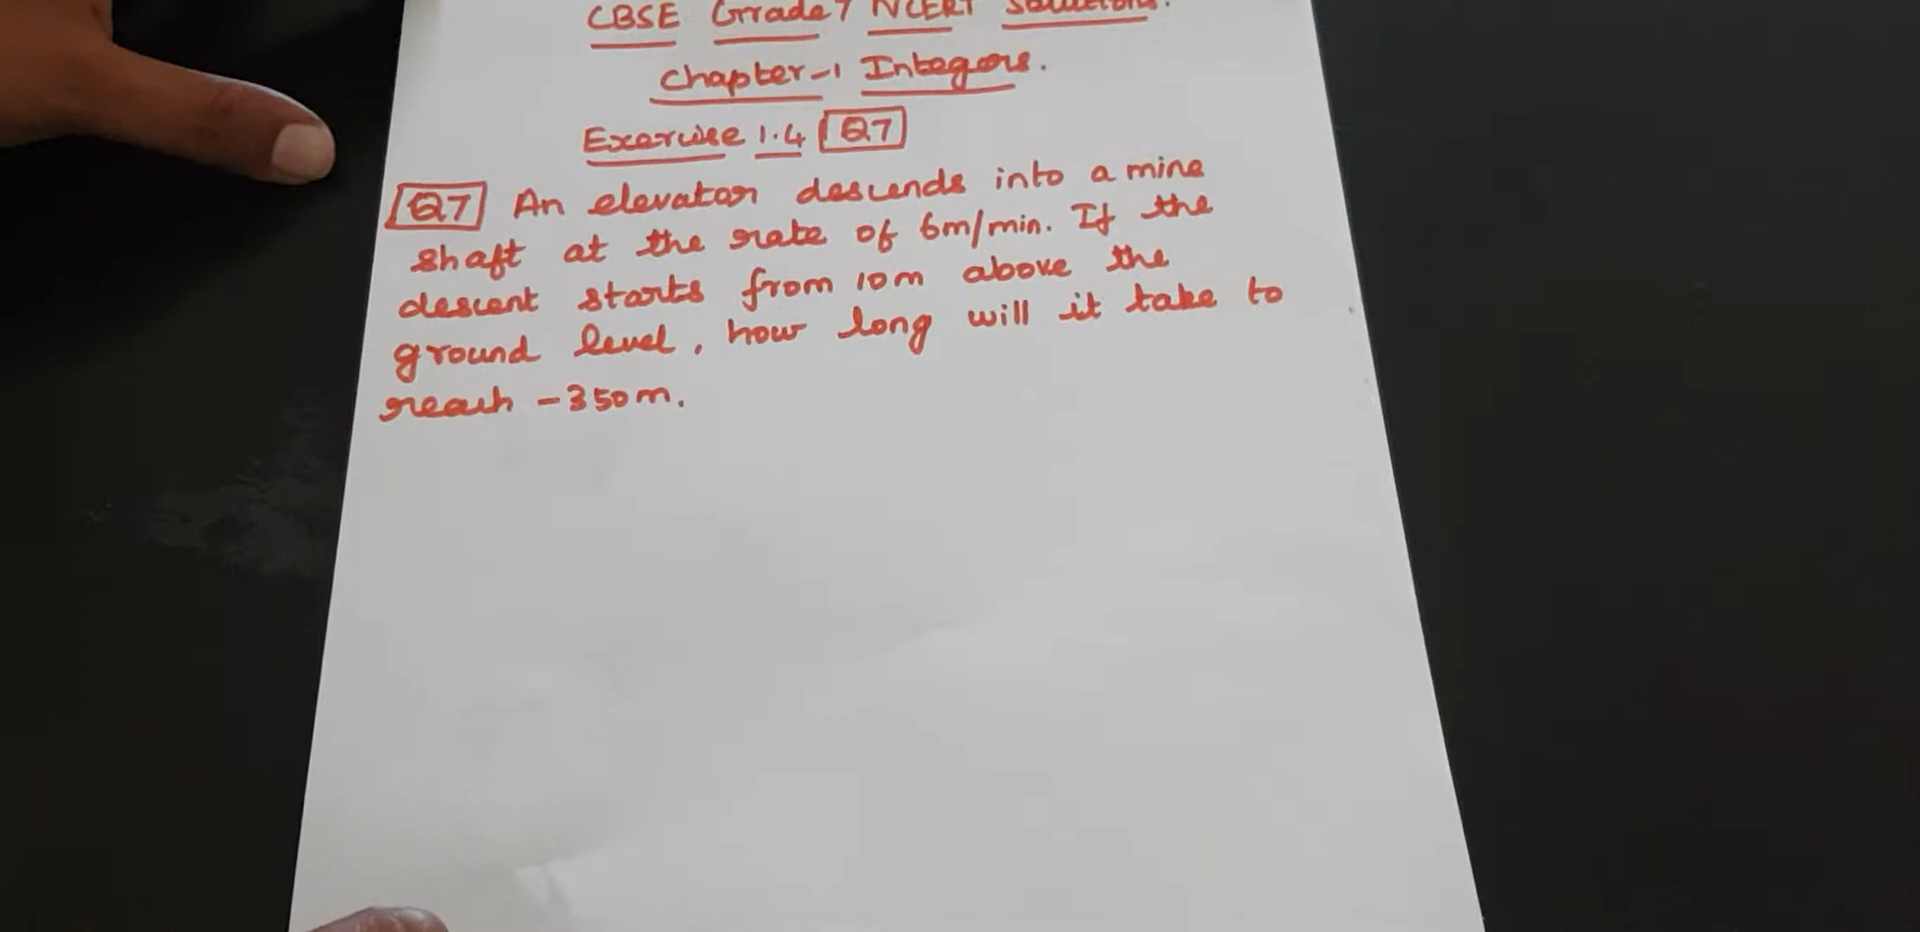 CBSE Grade 7 NCERT Solutions.
Chapter-1 Integers.
Exercise 1.4 Q7
Q7 An elevator descends into a mine
shaft at the rate of 6m/min. If the
descent starts from 10m above the
ground level, how long will it take to
reach -350m.